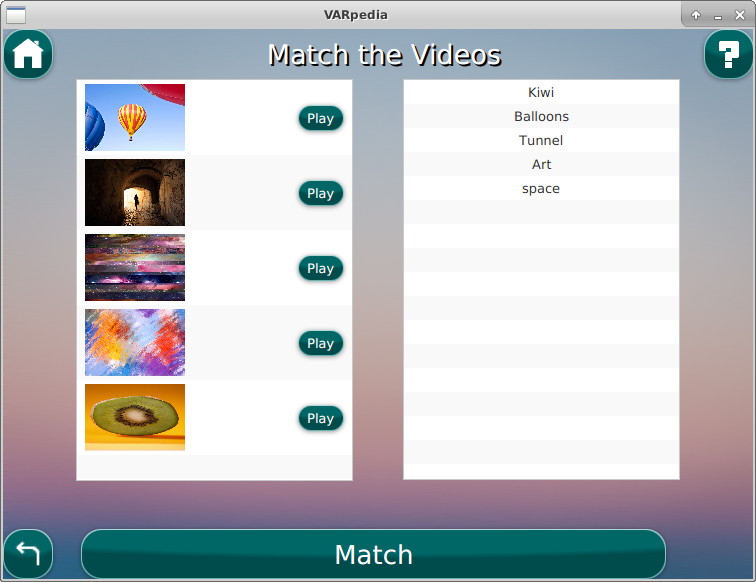 VARpedia
Match the Videos
Play
Play
Play
Play
Play
Kiwi
Balloons
Tunnel
Art
space
Match